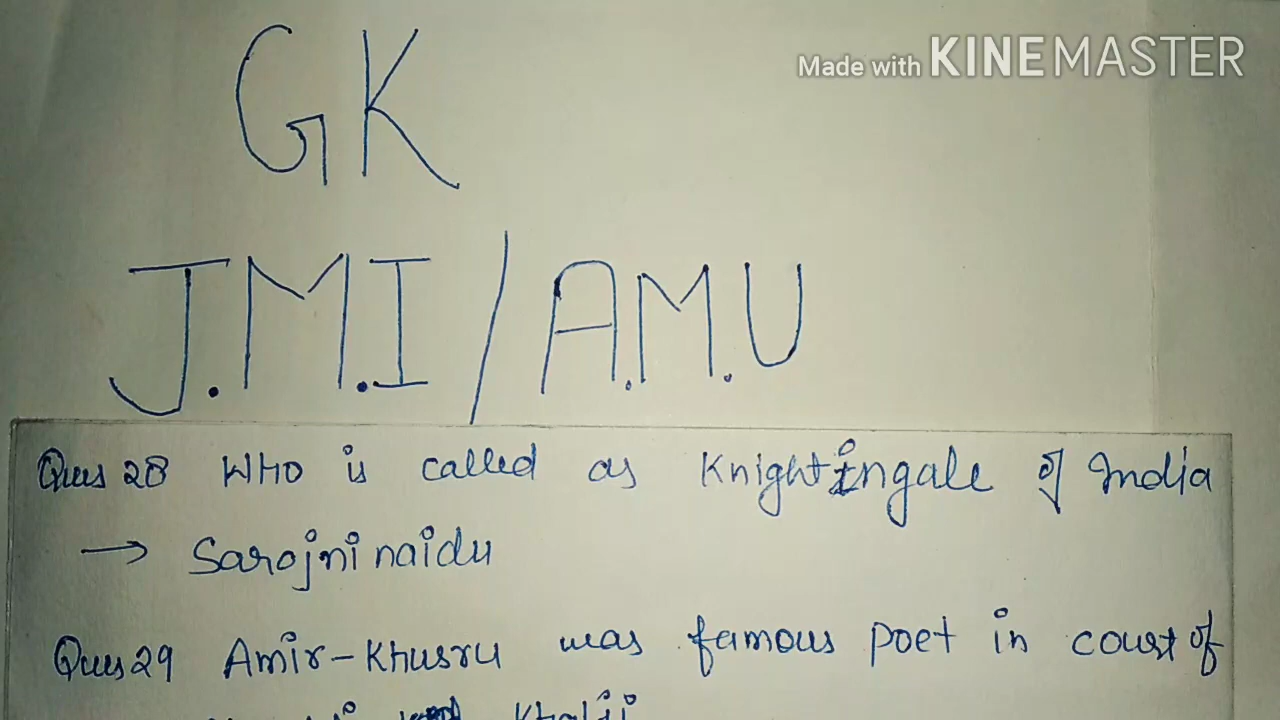 Made with KINEMASTER
GK
J.M.I/A.M.U
Ques 28 Who is called as Knightingale of India
→ Sarojni naidu
Ques 29 Amir-Khusru was famous poet in court of
Khalji